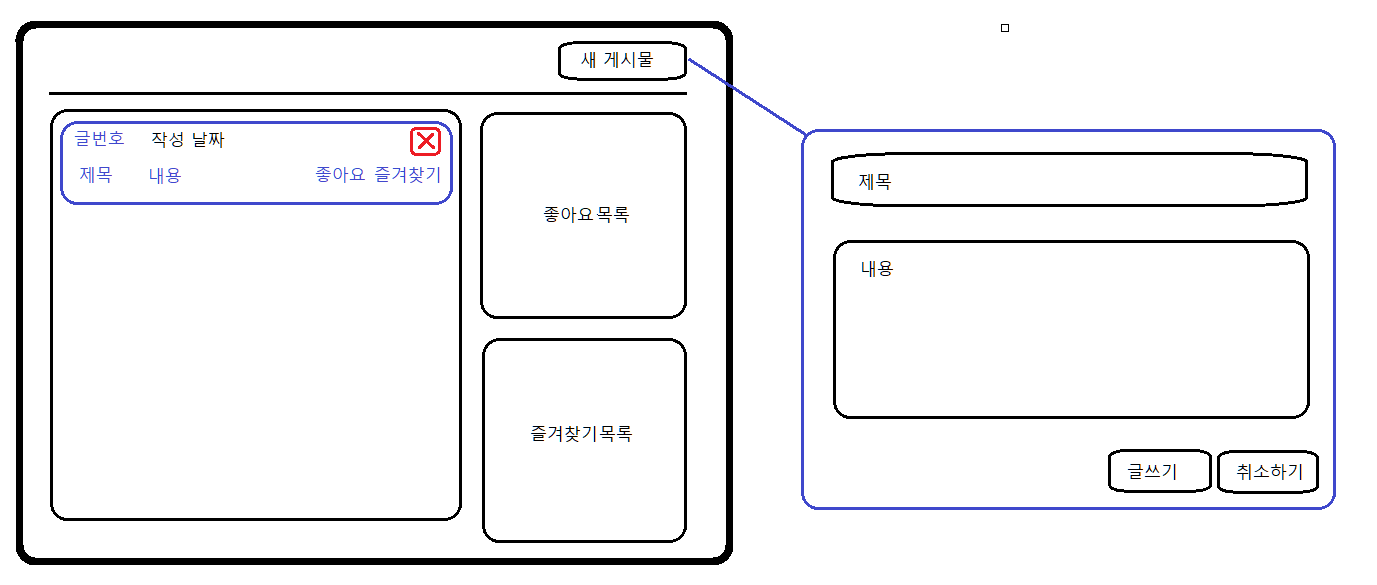 새 게시물
글번호 작성 날짜
제목 내용 좋아요 즐겨찾기
좋아요목록
즐겨찾기목록
제목
내용
글쓰기 취소하기